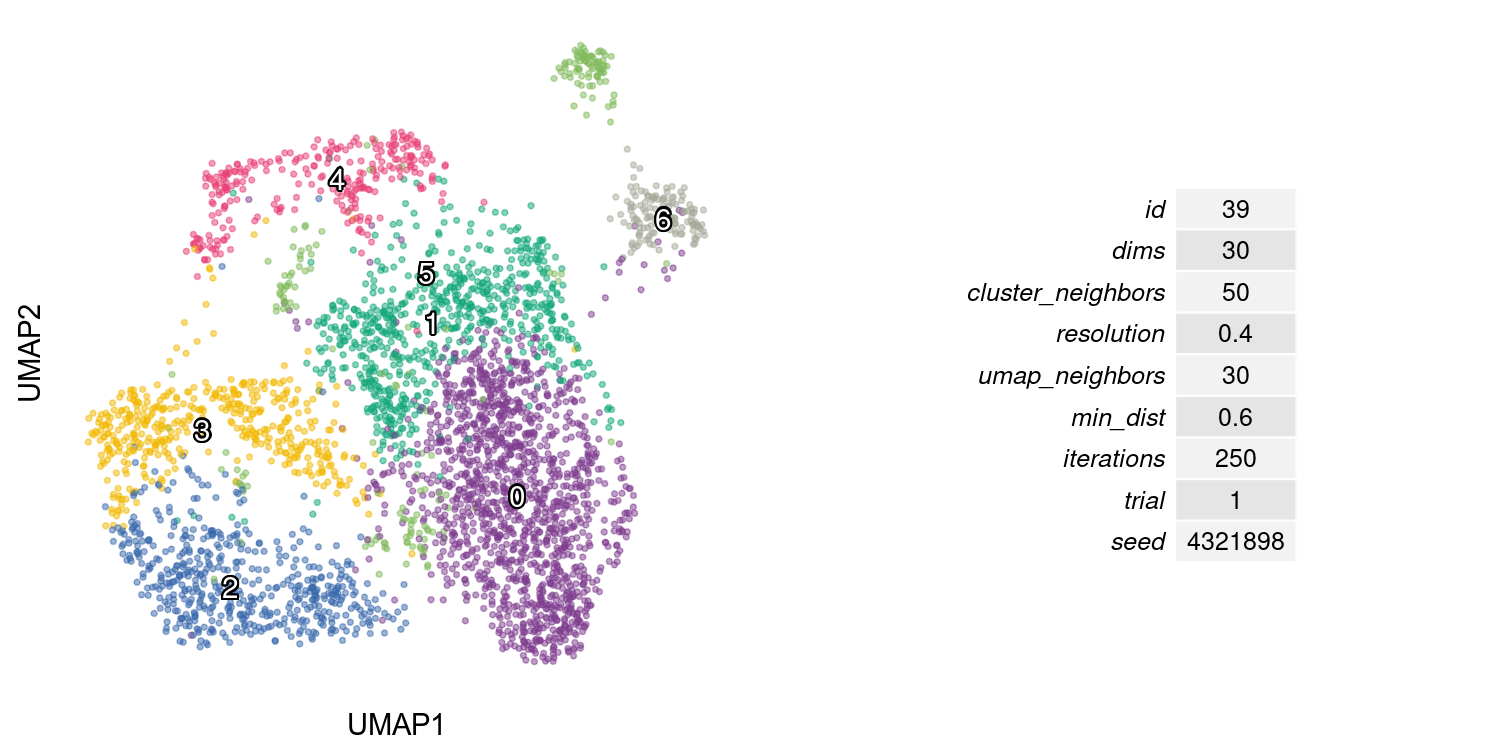 4
6
5
1
3
0
2
UMAP2
UMAP1
id 39
dims 30
cluster_neighbors 50
resolution 0.4
umap_neighbors 30
min_dist 0.6
iterations 250
trial 1
seed 4321898